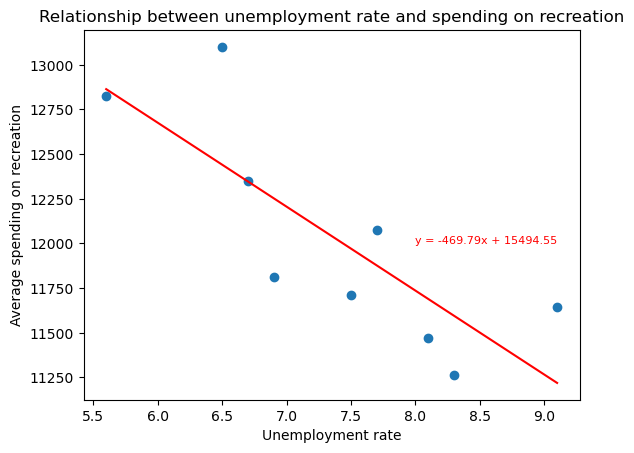 Relationship between unemployment rate and spending on recreation
13000
12750
12500
12250
12000
11750
11500
11250
Average spending on recreation
y = -469.79x + 15494.55
5.5 6.0 6.5 7.0 7.5 8.0 8.5 9.0
Unemployment rate